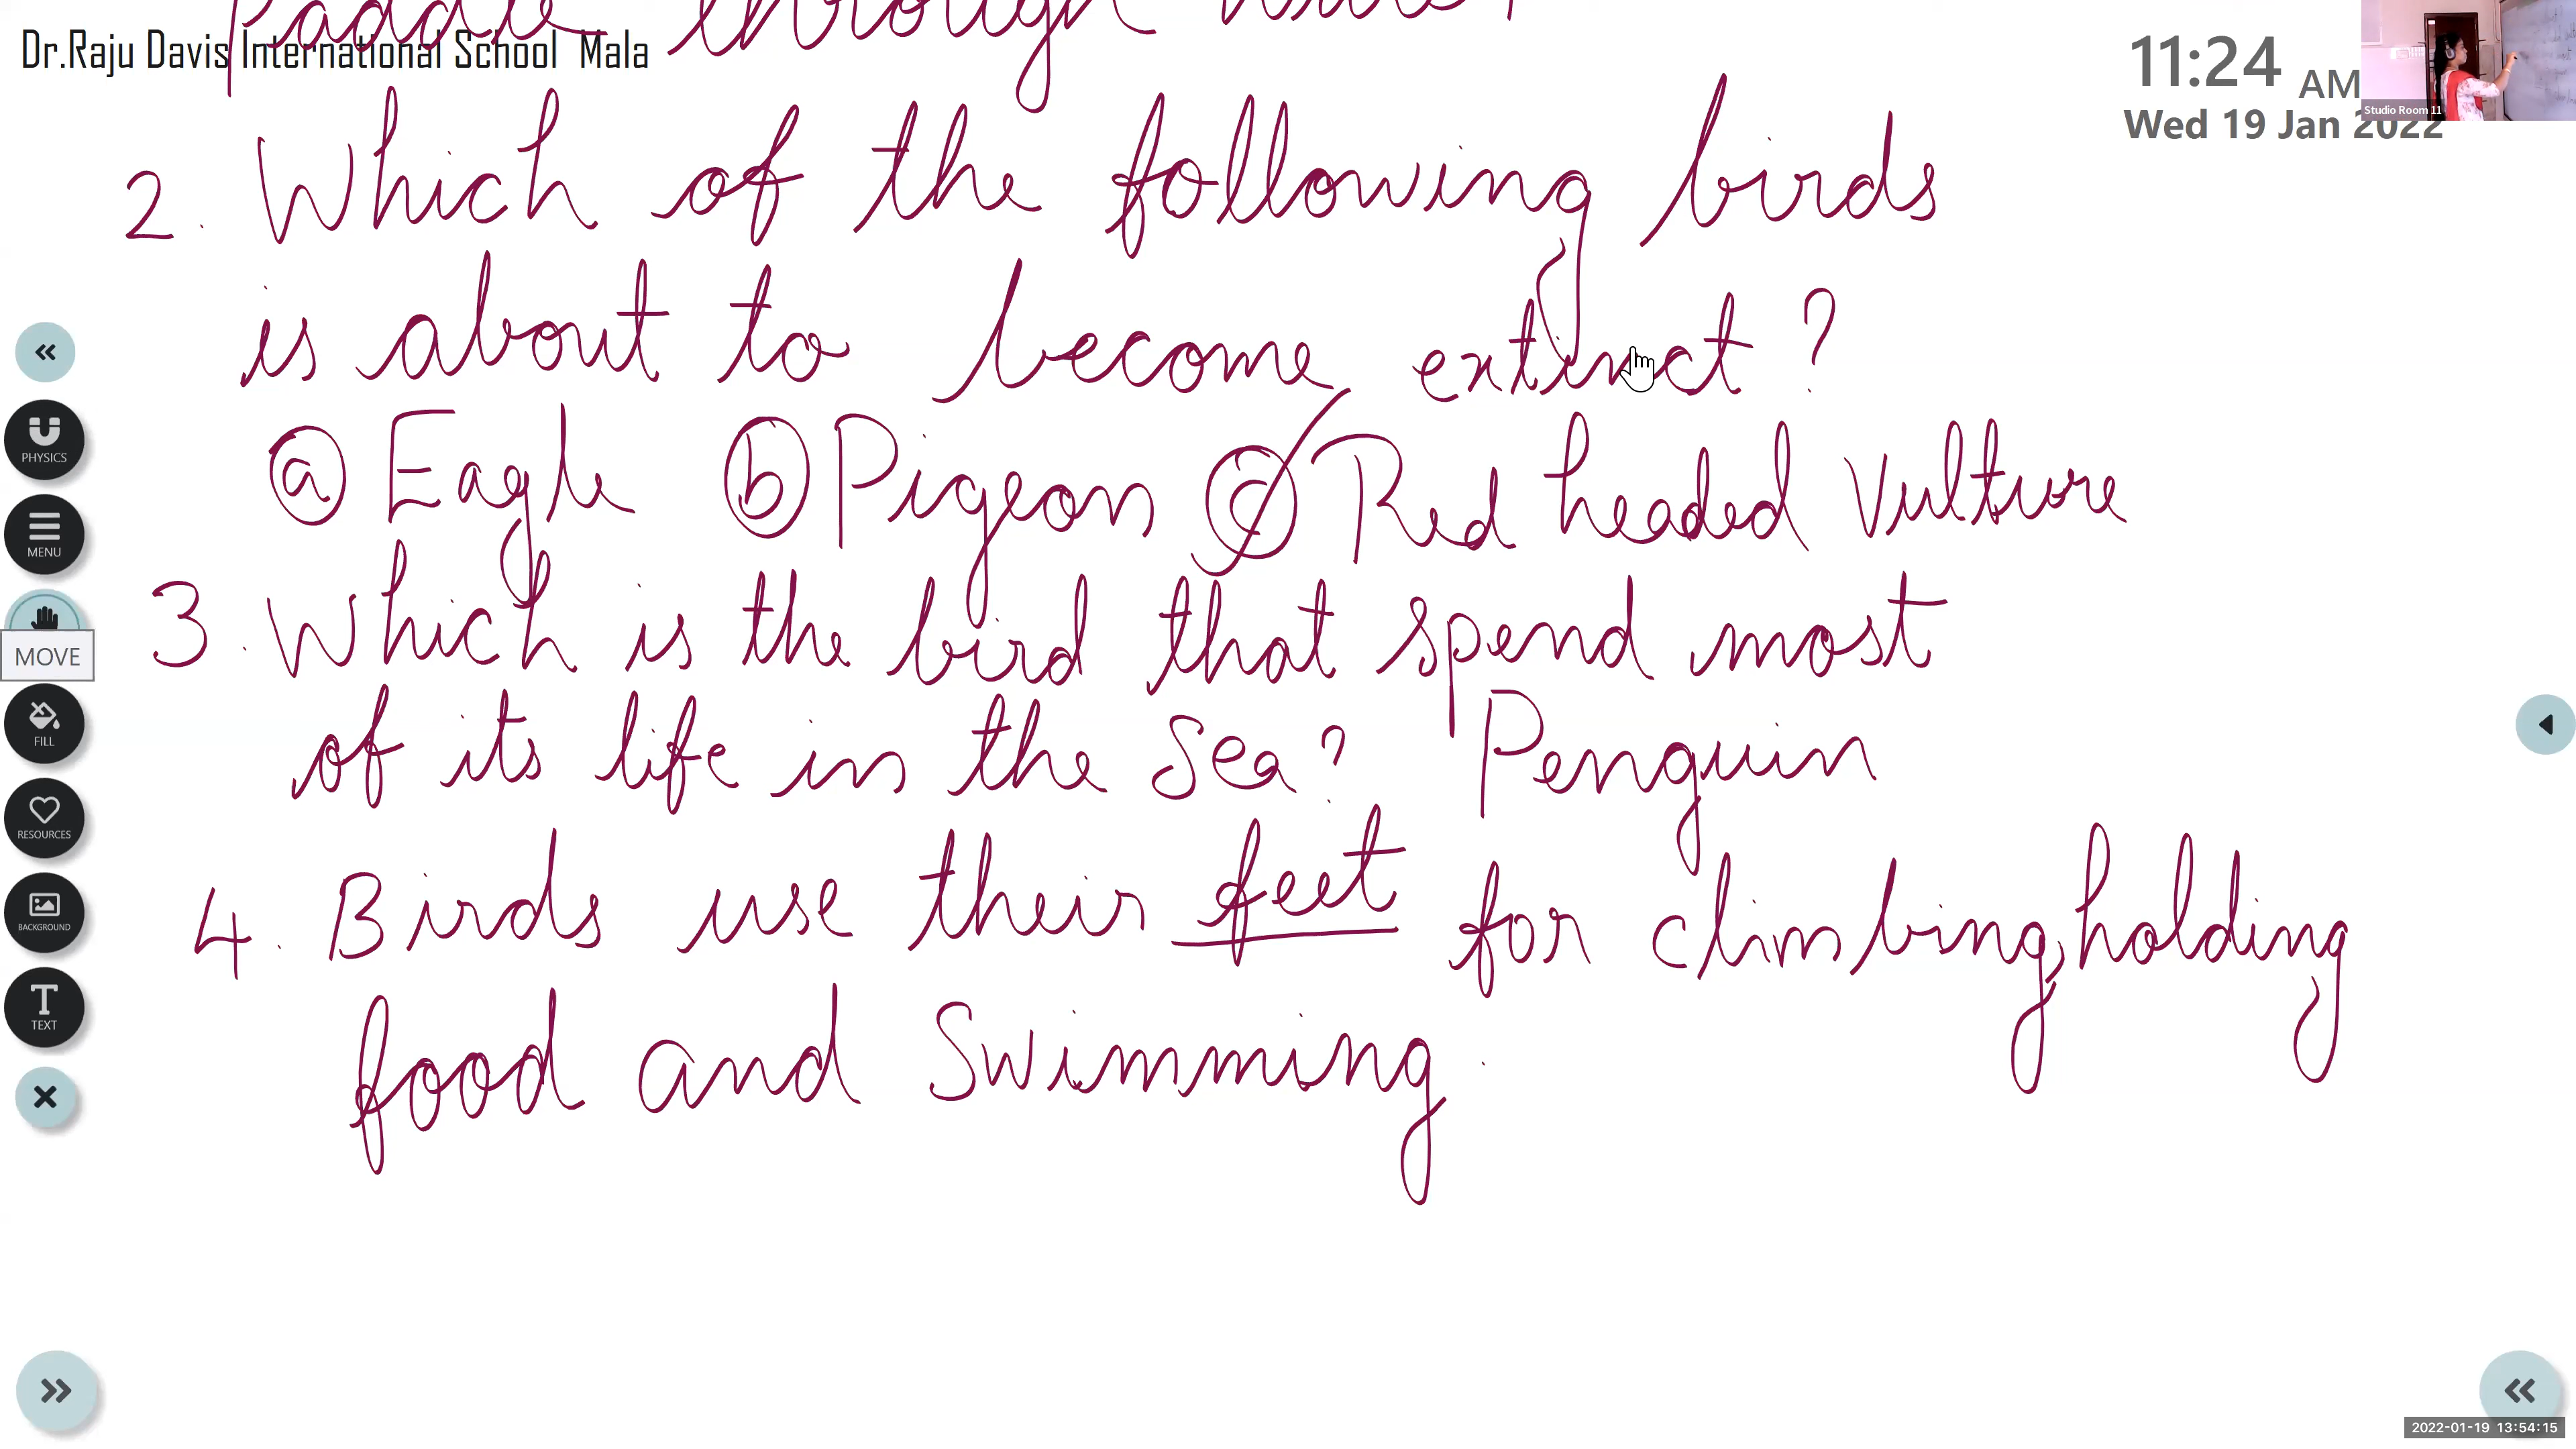 paddle through water
Dr.Raju Davis International School Mala
11:24 AM
Wed 19 Jan 2022
Studio Room 11
2. Which of the following birds
is about to become extinct?
a Eagle b Pigeon c Red headed Vulture
3. Which is the bird that spend most
of its life in the Sea? Penguin
4. Birds use their feet for climbing, holding
food and Swimming.
PHYSICS
MENU
MOVE
FILL
RESOURCES
BACKGROUND
T
TEXT
2022-01-19 13:54:15